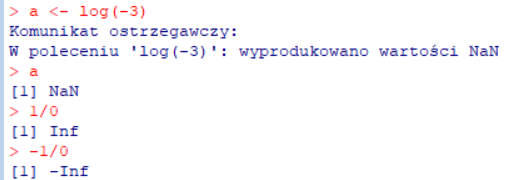 > a <- log(-3)
Komunikat ostrzegawczy:
W poleceniu 'log(-3)': wyprodukowano wartości NaN
> a
[1] NaN
> 1/0
[1] Inf
> -1/0
[1] -Inf